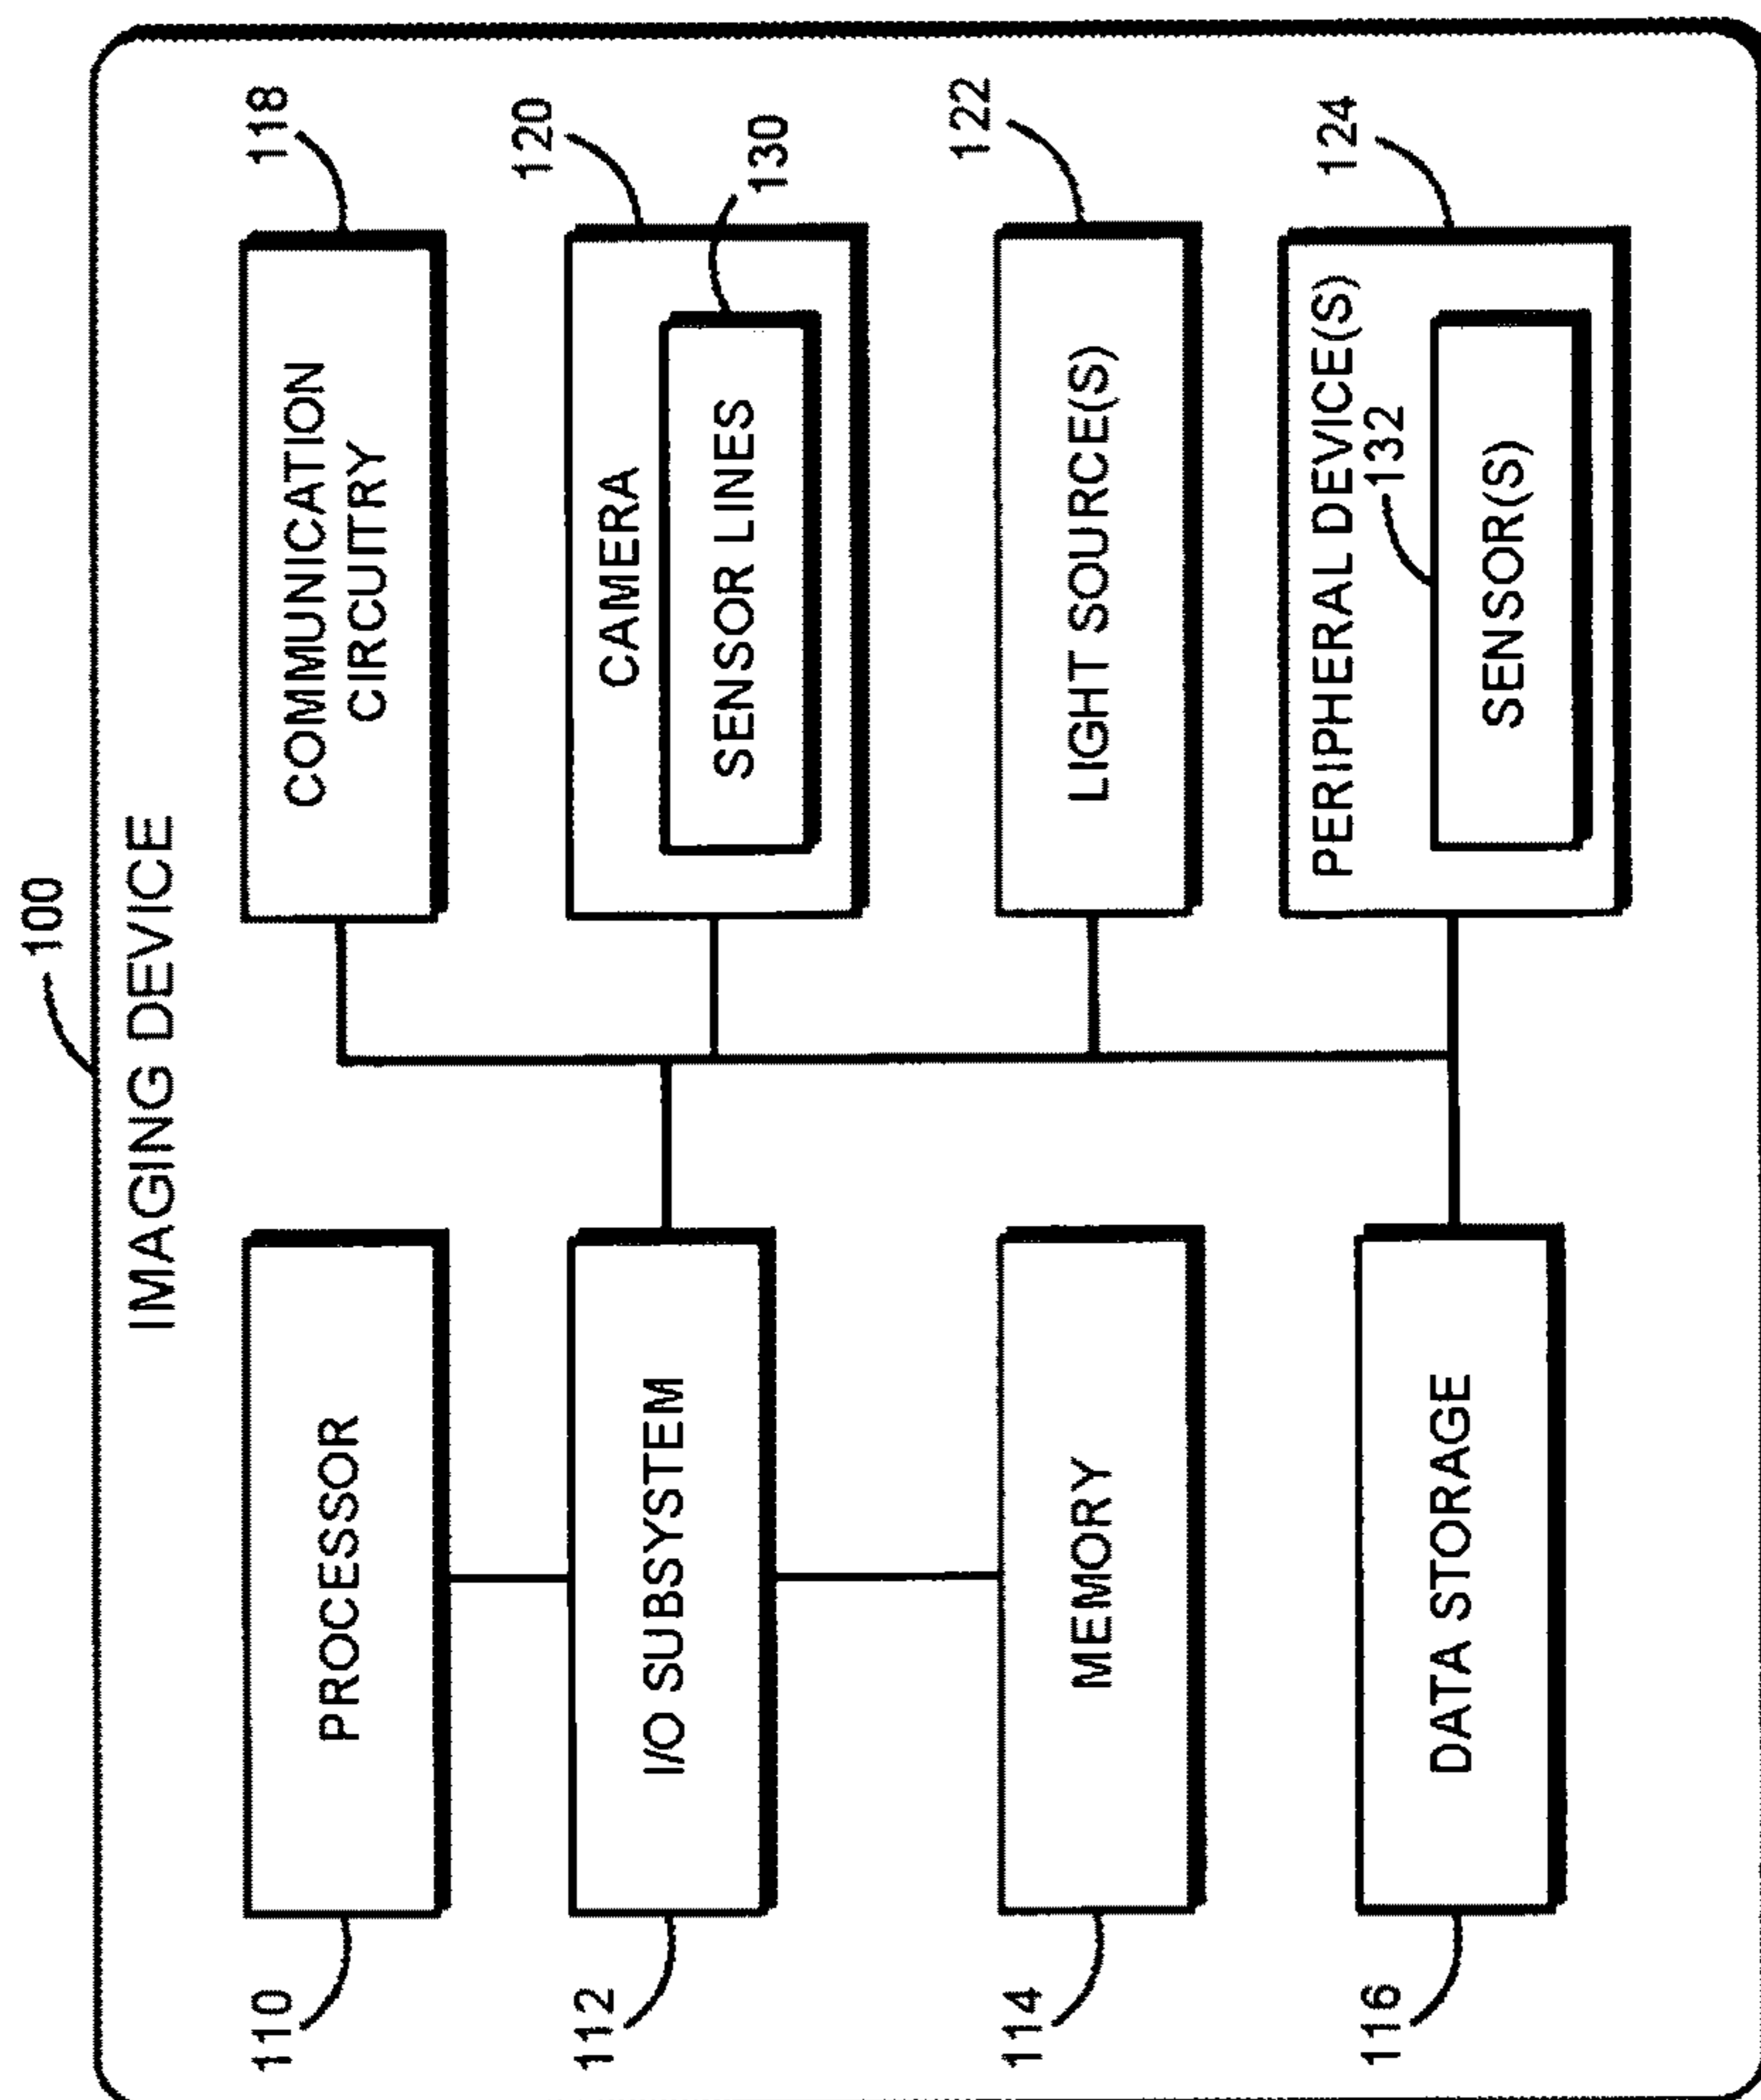 100
IMAGING DEVICE
110
PROCESSOR
118
COMMUNICATION
CIRCUITRY
112
I/O SUBSYSTEM
120
CAMERA
130
SENSOR LINES
114
MEMORY
122
LIGHT SOURCE(S)
116
DATA STORAGE
124
PERIPHERAL DEVICE(S)
132
SENSOR(S)